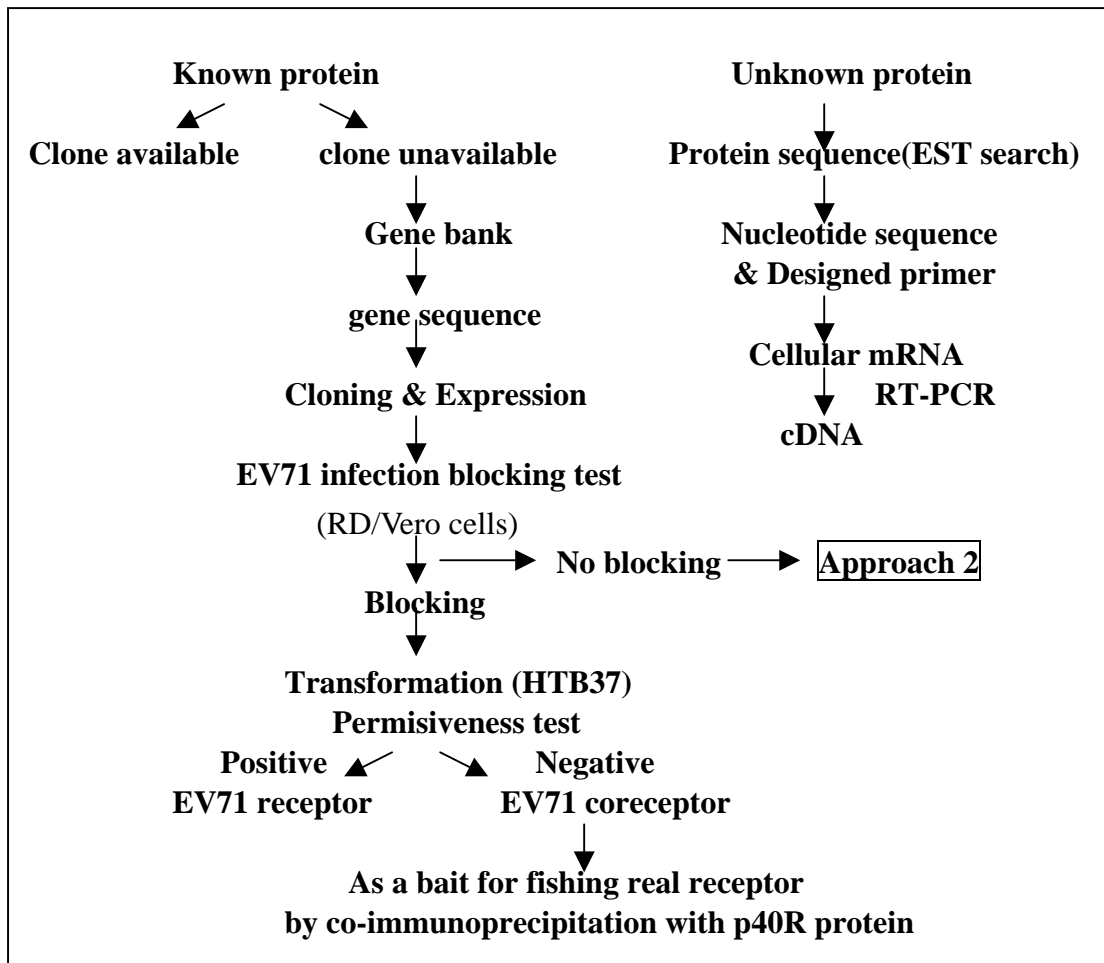 Known protein
Unknown protein
Clone available
clone unavailable
Protein sequence(EST search)
Gene bank
Nucleotide sequence
& Designed primer
gene sequence
Cellular mRNA
RT-PCR
cDNA
Cloning & Expression
EV71 infection blocking test
(RD/Vero cells)
No blocking
Approach 2
Blocking
Transformation (HTB37)
Permisiveness test
Positive
Negative
EV71 receptor
EV71 coreceptor
As a bait for fishing real receptor
by co-immunoprecipitation with p40R protein